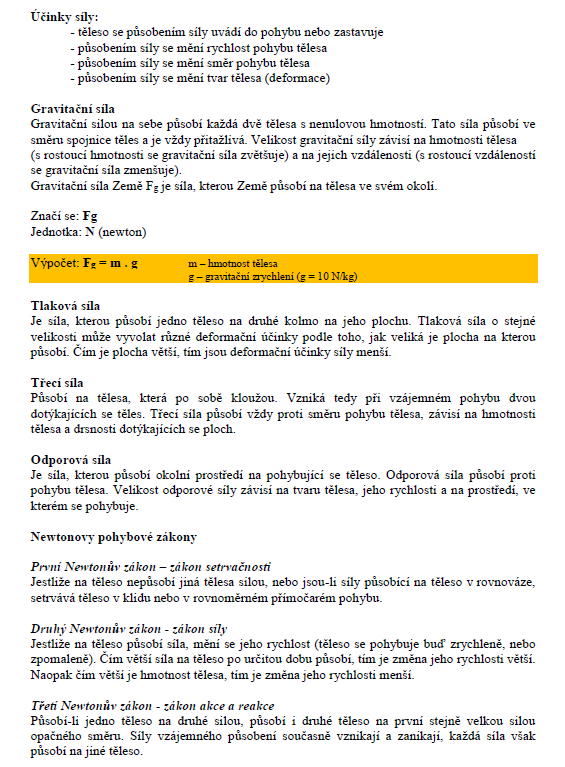 Účinky síly:
- těleso se působením síly uvádí do pohybu nebo zastavuje
- působením síly se mění rychlost pohybu tělesa
- působením síly se mění směr pohybu tělesa
- působením síly se mění tvar tělesa (deformace)
Gravitační síla
Gravitační silou na sebe působí každá dvě tělesa s nenulovou hmotností. Tato síla působí ve
směru spojnice těles a je vždy přitažlivá. Velikost gravitační síly závisí na hmotnosti tělesa
(s rostoucí hmotnosti se gravitační síla zvětšuje) a na jejich vzdálenosti (s rostoucí vzdáleností
se gravitační síla zmenšuje).
Gravitační síla Země Fg je síla, kterou Země působí na tělesa ve svém okolí.
Značí se: Fg
Jednotka: N (newton)
Výpočet: Fg = m . g m – hmotnost tělesa
g – gravitační zrychlení (g = 10 N/kg)
Tlaková síla
Je síla, kterou působí jedno těleso na druhé kolmo na jeho plochu. Tlaková síla o stejné
velikosti může vyvolat různé deformační účinky podle toho, jak veliká je plocha na kterou
působí. Čím je plocha větší, tím jsou deformační účinky síly menší.
Třecí síla
Působí na tělesa, která po sobě kloužou. Vzniká tedy při vzájemném pohybu dvou
dotýkajících se těles. Třecí síla působí vždy proti směru pohybu tělesa, závisí na hmotnosti
tělesa a drsnosti dotýkajících se ploch.
Odporová síla
Je síla, kterou působí okolní prostředí na pohybující se těleso. Odporová síla působí proti
pohybu tělesa. Velikost odporové síly závisí na tvaru tělesa, jeho rychlosti a na prostředí, ve
kterém se pohybuje.
Newtonovy pohybové zákony
První Newtonův zákon – zákon setrvačnosti
Jestliže na těleso nepůsobí jiná tělesa silou, nebo jsou-li síly působící na těleso v rovnováze,
setrvává těleso v klidu nebo v rovnoměrném přímočarém pohybu.
Druhý Newtonův zákon - zákon síly
Jestliže na těleso působí síla, mění se jeho rychlost (těleso se pohybuje buď zrychleně, nebo
zpomaleně). Čím větší síla na těleso po určitou dobu působí, tím je změna jeho rychlosti větší.
Naopak čím větší je hmotnost tělesa, tím je změna jeho rychlosti menší.
Třetí Newtonův zákon - zákon akce a reakce
Působí-li jedno těleso na druhé silou, působí i druhé těleso na první stejně velkou silou
opačného směru. Síly vzájemného působení současně vznikají a zanikají, každá síla však
působí na jiné těleso.